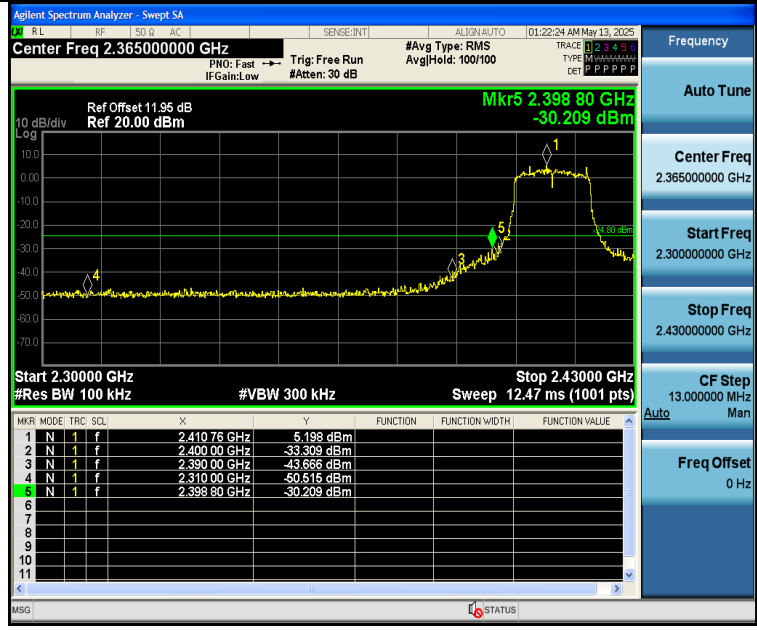 Agilent Spectrum Analyzer - Swept SA
RL RF 50 Ω AC SENSE:INT ALIGN AUTO 01:22:24 AM May 13, 2025
Center Freq 2.365000000 GHz
PNO: Fast
IFGain:Low
Trig: Free Run
#Atten: 30 dB
#Avg Type: RMS
Avg|Hold: 100/100
TRACE 1 2 3 4 5 6
TYPE M
DET P P P P P P
Ref Offset 11.95 dB
10 dB/div Ref 20.00 dBm
Log
Mkr5 2.398 80 GHz
-30.209 dBm
10.0
0.00
-10.0
-20.0
-30.0
-40.0
-50.0
-60.0
-70.0
1
5
2
3
4
-24.80 dBm
Start 2.30000 GHz Stop 2.43000 GHz
#Res BW 100 kHz #VBW 300 kHz Sweep 12.47 ms (1001 pts)
MKR MODE TRC SCL X Y FUNCTION FUNCTION WIDTH FUNCTION VALUE
1 N 1 f 2.410 76 GHz 5.198 dBm
2 N 1 f 2.400 00 GHz -33.309 dBm
3 N 1 f 2.390 00 GHz -43.666 dBm
4 N 1 f 2.310 00 GHz -50.515 dBm
5 N 1 f 2.398 80 GHz -30.209 dBm
6
7
8
9
10
11
MSG STATUS
Frequency
Auto Tune
Center Freq
2.365000000 GHz
Start Freq
2.300000000 GHz
Stop Freq
2.430000000 GHz
CF Step
13.000000 MHz
Auto Man
Freq Offset
0 Hz